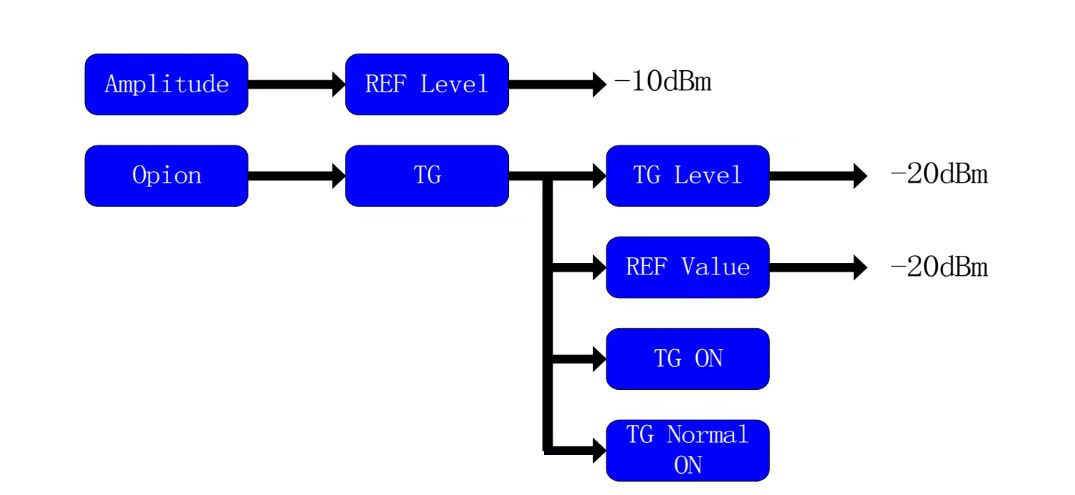 Amplitude REF Level -10dBm
Opion TG TG Level -20dBm
REF Value -20dBm
TG ON
TG Normal
ON